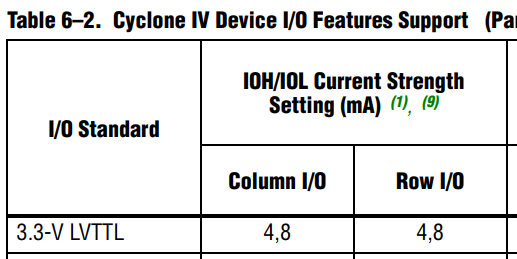 Table 6–2. Cyclone IV Device I/O Features Support (Par
I/O Standard
IOH/IOL Current Strength
Setting (mA) (1), (9)
Column I/O
Row I/O
3.3-V LVTTL
4,8
4,8